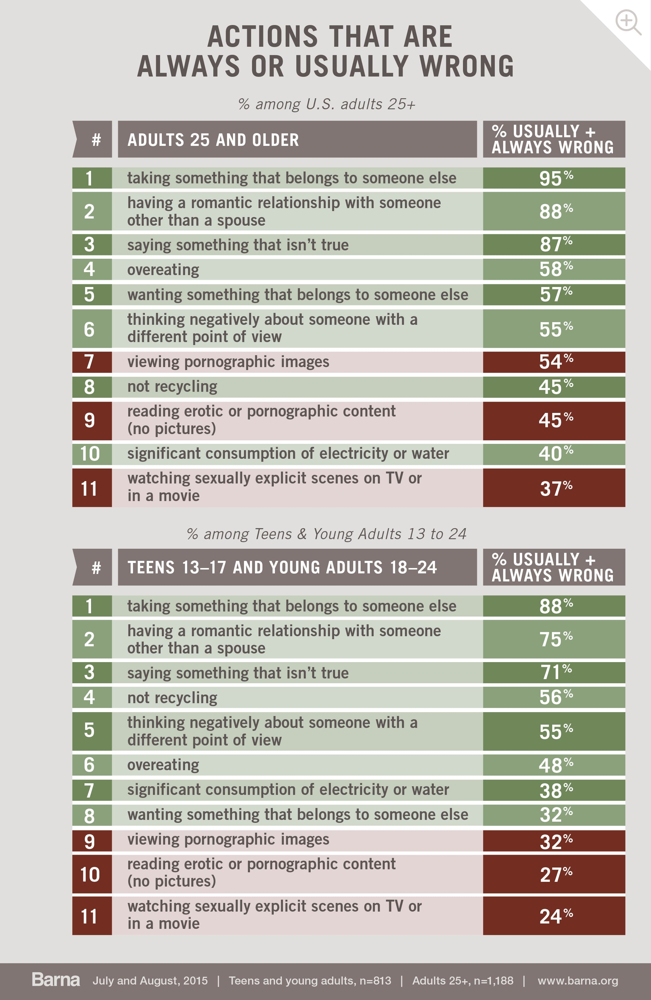 ACTIONS THAT ARE
ALWAYS OR USUALLY WRONG
% among U.S. adults 25+
# ADULTS 25 AND OLDER % USUALLY +
ALWAYS WRONG
1 taking something that belongs to someone else 95%
2 having a romantic relationship with someone
other than a spouse 88%
3 saying something that isn’t true 87%
4 overeating 58%
5 wanting something that belongs to someone else 57%
6 thinking negatively about someone with a
different point of view 55%
7 viewing pornographic images 54%
8 not recycling 45%
9 reading erotic or pornographic content
(no pictures) 45%
10 significant consumption of electricity or water 40%
11 watching sexually explicit scenes on TV or
in a movie 37%
% among Teens & Young Adults 13 to 24
# TEENS 13–17 AND YOUNG ADULTS 18–24 % USUALLY +
ALWAYS WRONG
1 taking something that belongs to someone else 88%
2 having a romantic relationship with someone
other than a spouse 75%
3 saying something that isn’t true 71%
4 not recycling 56%
5 thinking negatively about someone with a
different point of view 55%
6 overeating 48%
7 significant consumption of electricity or water 38%
8 wanting something that belongs to someone else 32%
9 viewing pornographic images 32%
10 reading erotic or pornographic content
(no pictures) 27%
11 watching sexually explicit scenes on TV or
in a movie 24%
Barna July and August, 2015 | Teens and young adults, n=813 | Adults 25+, n=1,188 | www.barna.org